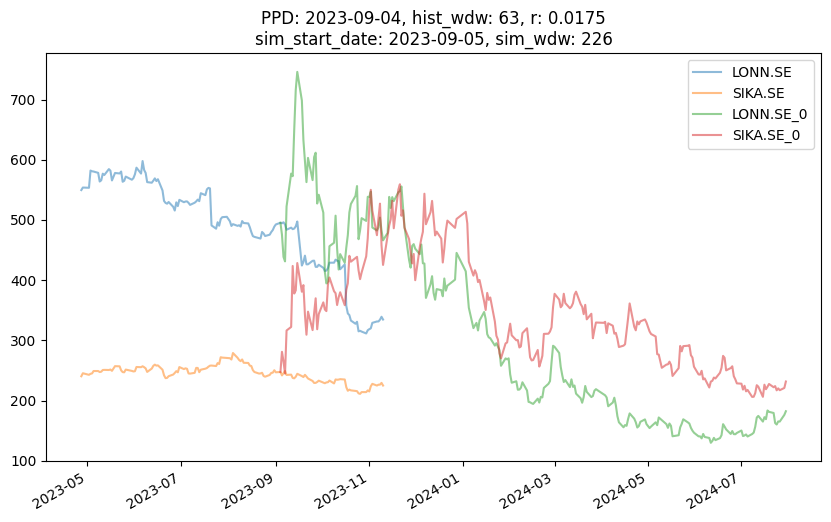 PPD: 2023-09-04, hist_wdw: 63, r: 0.0175
sim_start_date: 2023-09-05, sim_wdw: 226
LONN.SE
SIKA.SE
LONN.SE_0
SIKA.SE_0
700
600
500
400
300
200
100
2023-05
2023-07
2023-09
2023-11
2024-01
2024-03
2024-05
2024-07